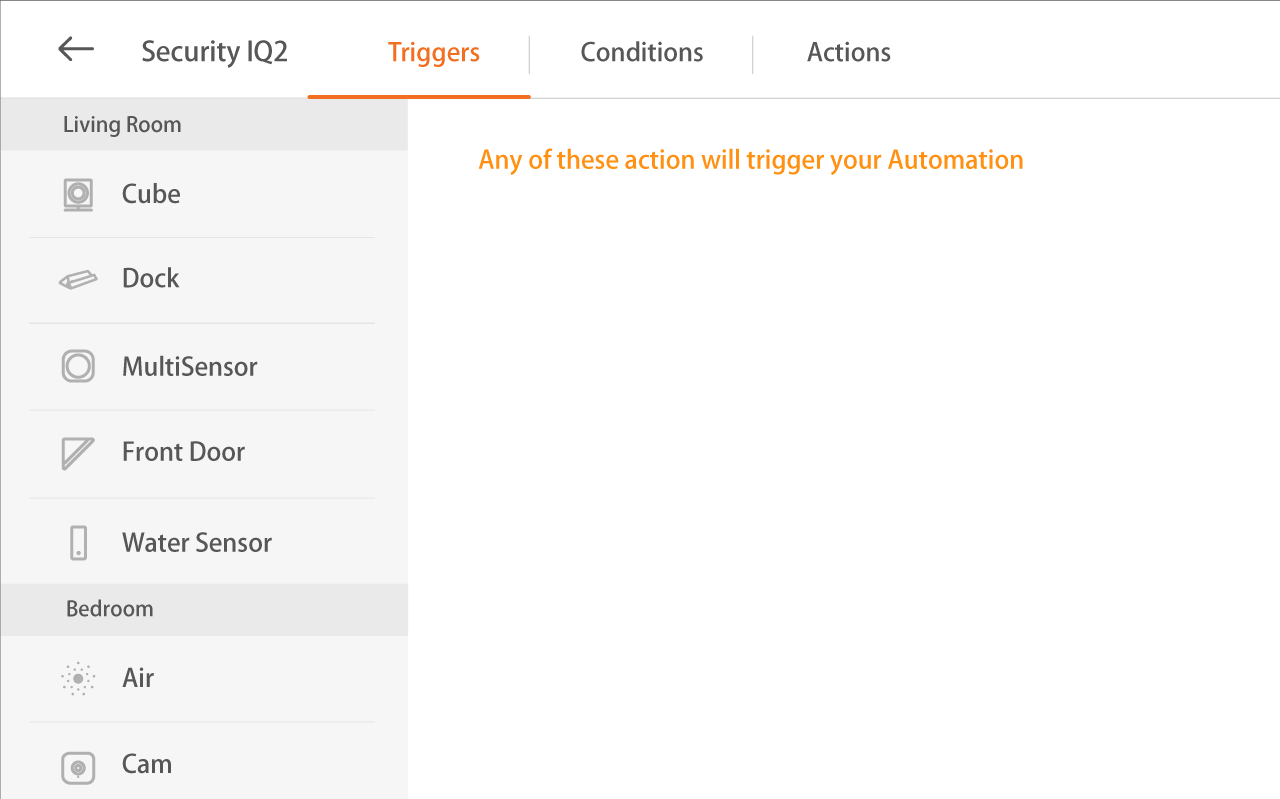 Security IQ2
Triggers
Conditions
Actions
Living Room
Cube
Dock
MultiSensor
Front Door
Water Sensor
Bedroom
Air
Cam
Any of these action will trigger your Automation